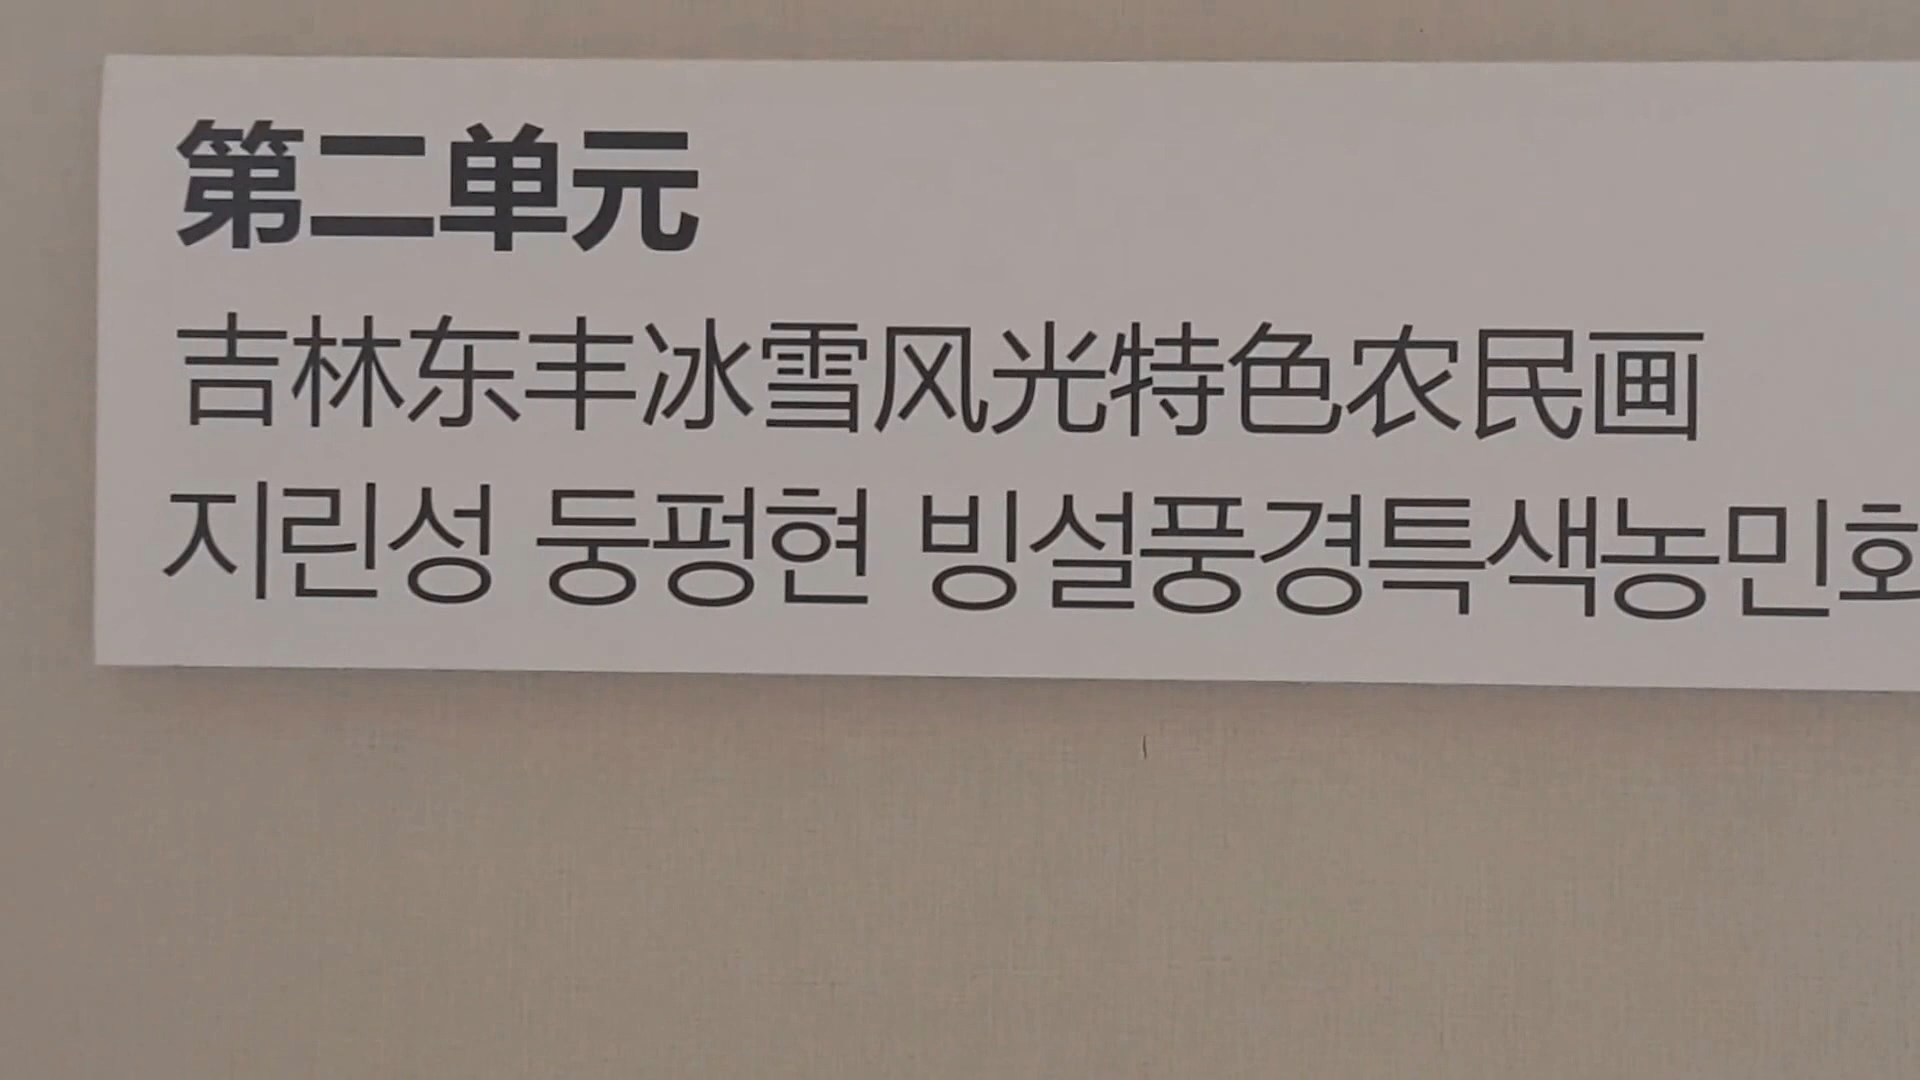 第二单元
吉林东丰冰雪风光特色农民画
지린성 둥펑현 빙설풍경특색농민회